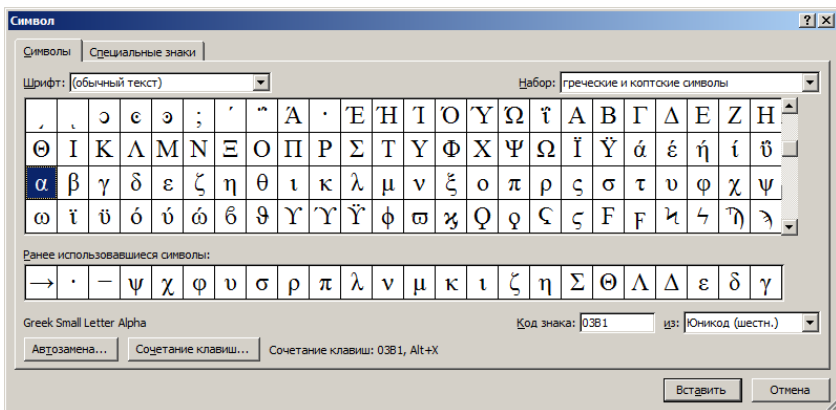 Символ
Символы Специальные знаки
Шрифт: (обычный текст) Набор: греческие и коптские символы
ͺ ͻ ͼ ͽ ; ΄ ΅ Ά · Έ Ή Ί Ό Ύ Ώ ΐ Α Β Γ Δ Ε Ζ Η
Θ Ι Κ Λ Μ Ν Ξ Ο Π Ρ Σ Τ Υ Φ Χ Ψ Ω Ϊ Ϋ ά έ ή ί ΰ
α β γ δ ε ζ η θ ι κ λ μ ν ξ ο π ρ ς σ τ υ φ χ ψ
ω ϊ ϋ ό ύ ώ ϐ ϑ ϒ ϓ ϔ ϕ ϖ ϗ Ϙ ϙ Ϛ ϛ Ϝ ϝ Ϟ ϟ Ϡ ϡ
Ранее использовавшиеся символы:
→ · – ψ χ φ υ σ ρ π λ ν μ κ ι ζ η Σ Θ Λ Δ ε δ γ
Greek Small Letter Alpha Код знака: 03B1 из: Юникод (шестн.)
Автозамена... Сочетание клавиш... Сочетание клавиш: 03B1, Alt+X
Вставить Отмена